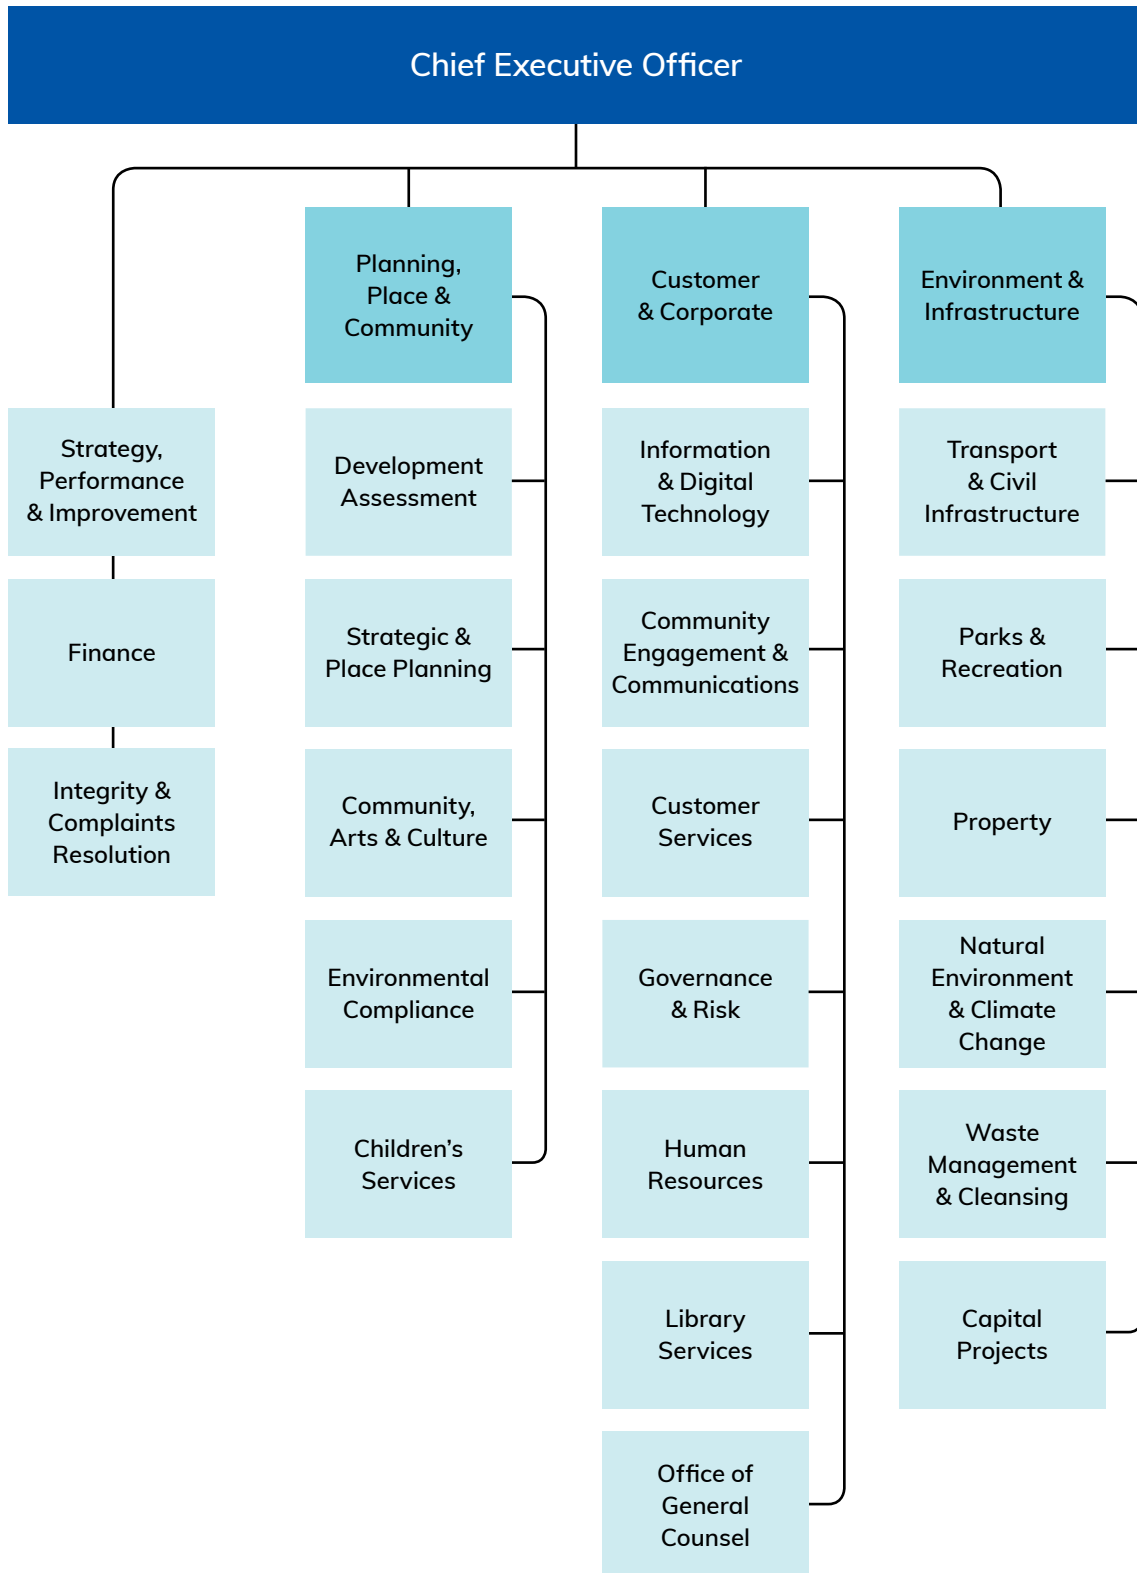 Chief Executive Officer
Strategy,
Performance
& Improvement
Finance
Integrity &
Complaints
Resolution
Planning,
Place &
Community
Development
Assessment
Strategic &
Place Planning
Community,
Arts & Culture
Environmental
Compliance
Children’s
Services
Customer
& Corporate
Information
& Digital
Technology
Community
Engagement &
Communications
Customer
Services
Governance
& Risk
Human
Resources
Library
Services
Office of
General
Counsel
Environment &
Infrastructure
Transport
& Civil
Infrastructure
Parks &
Recreation
Property
Natural
Environment
& Climate
Change
Waste
Management
& Cleansing
Capital
Projects